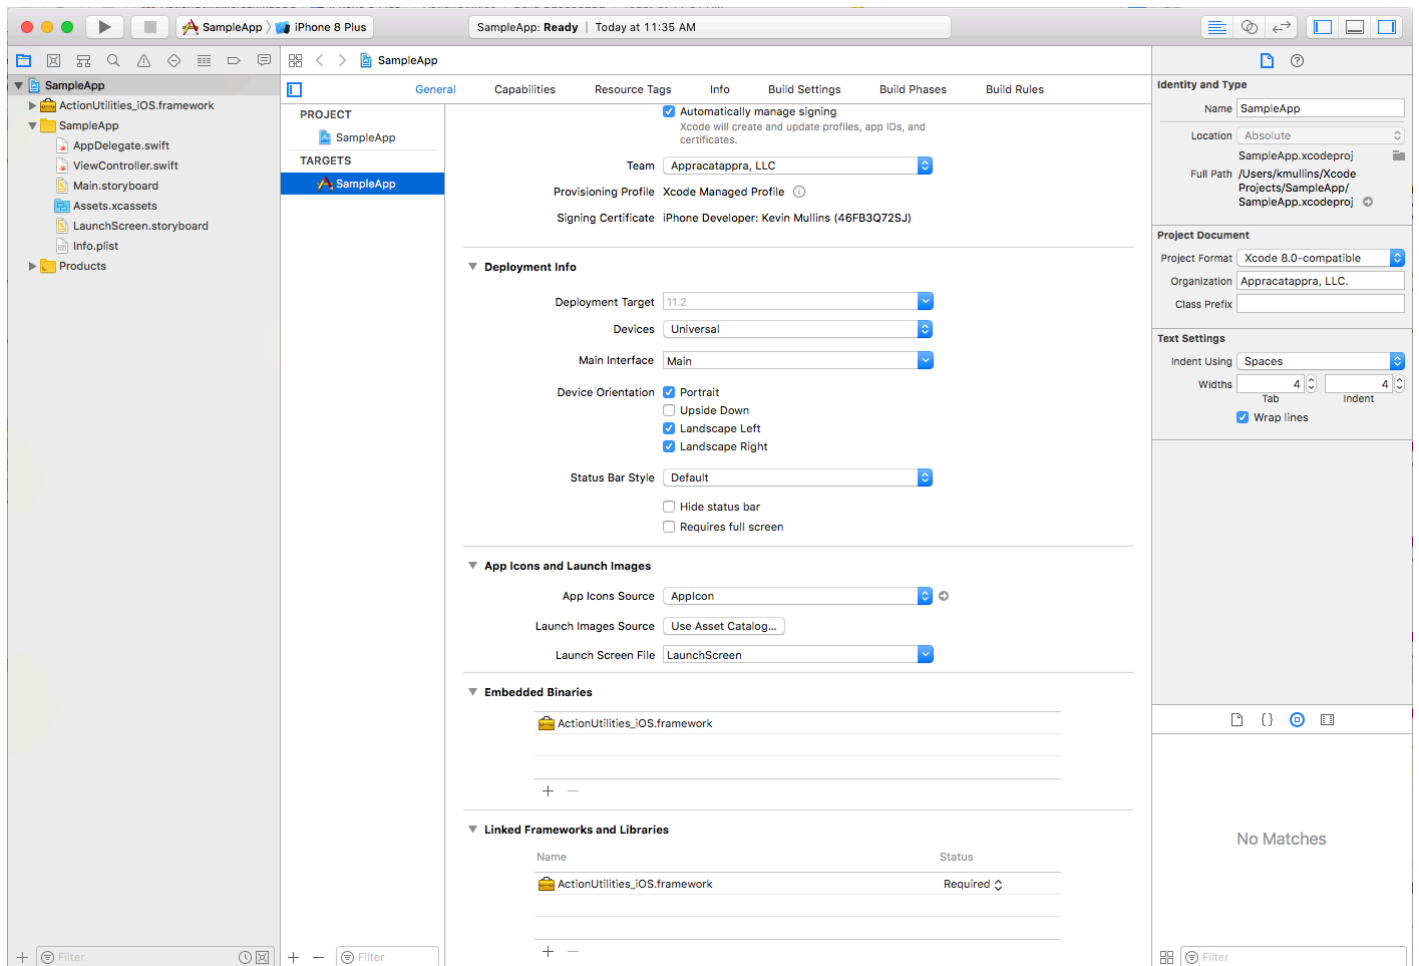 SampleApp
iPhone 8 Plus
SampleApp: Ready | Today at 11:35 AM
SampleApp
SampleApp
ActionUtilities_iOS.framework
SampleApp
AppDelegate.swift
ViewController.swift
Main.storyboard
Assets.xcassets
LaunchScreen.storyboard
Info.plist
Products
Filter
General Capabilities Resource Tags Info Build Settings Build Phases Build Rules
PROJECT
SampleApp
TARGETS
SampleApp
Filter
Automatically manage signing
Xcode will create and update profiles, app IDs, and
certificates.
Team Appracatappra, LLC
Provisioning Profile Xcode Managed Profile
Signing Certificate iPhone Developer: Kevin Mullins (46FB3Q72SJ)
Deployment Info
Deployment Target 11.2
Devices Universal
Main Interface Main
Device Orientation Portrait
Upside Down
Landscape Left
Landscape Right
Status Bar Style Default
Hide status bar
Requires full screen
App Icons and Launch Images
App Icons Source AppIcon
Launch Images Source Use Asset Catalog...
Launch Screen File LaunchScreen
Embedded Binaries
ActionUtilities_iOS.framework
Linked Frameworks and Libraries
Name Status
ActionUtilities_iOS.framework Required
Identity and Type
Name SampleApp
Location Absolute
SampleApp.xcodeproj
Full Path /Users/kmullins/Xcode
Projects/SampleApp/
SampleApp.xcodeproj
Project Document
Project Format Xcode 8.0-compatible
Organization Appracatappra, LLC.
Class Prefix
Text Settings
Indent Using Spaces
Widths 4 4
Tab Indent
Wrap lines
No Matches
Filter